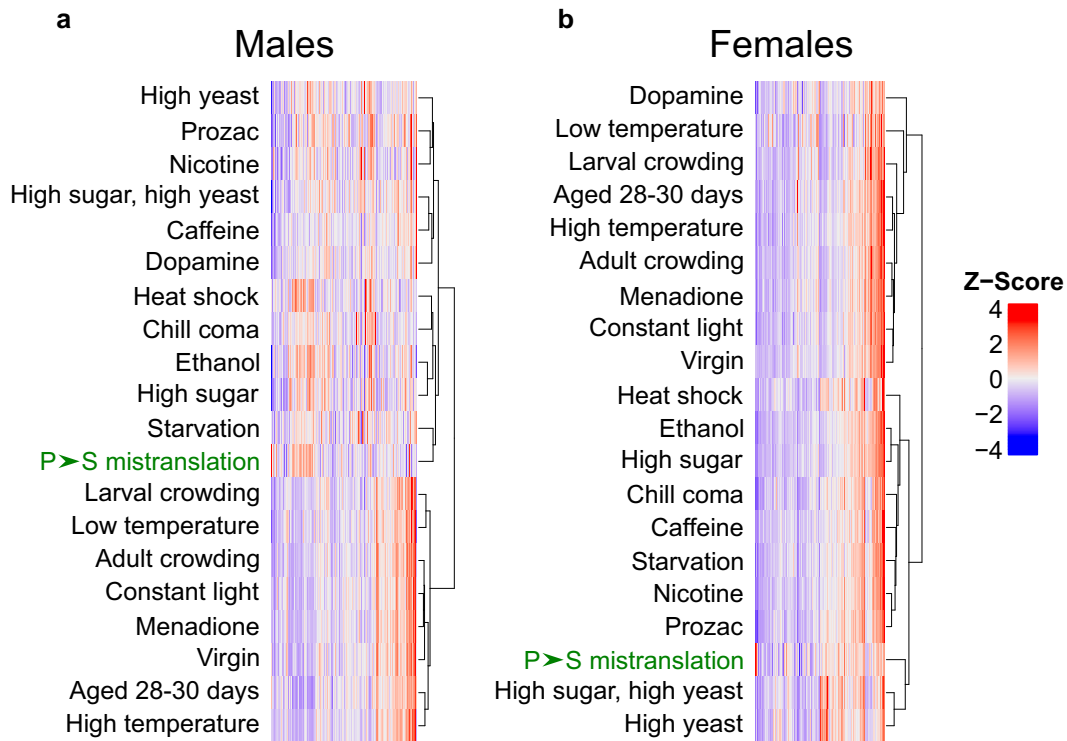 a
Males
High yeast
Prozac
Nicotine
High sugar, high yeast
Caffeine
Dopamine
Heat shock
Chill coma
Ethanol
High sugar
Starvation
P➤S mistranslation
Larval crowding
Low temperature
Adult crowding
Constant light
Menadione
Virgin
Aged 28-30 days
High temperature
b
Females
Dopamine
Low temperature
Larval crowding
Aged 28-30 days
High temperature
Adult crowding
Menadione
Constant light
Virgin
Heat shock
Ethanol
High sugar
Chill coma
Caffeine
Starvation
Nicotine
Prozac
P➤S mistranslation
High sugar, high yeast
High yeast
Z−Score
4
2
0
−2
−4